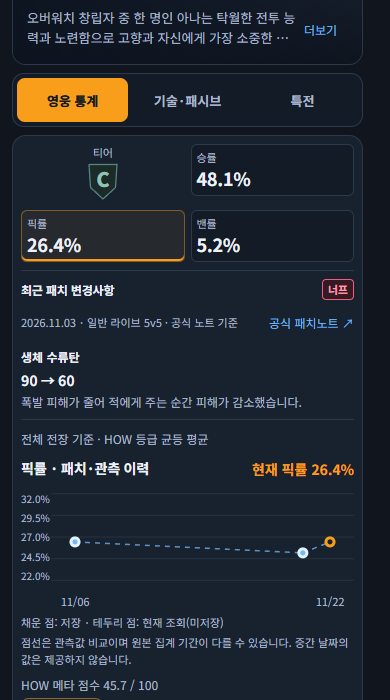 오버워치 창립자 중 한 명인 아나는 탁월한 전투 능
력과 노련함으로 고향과 자신에게 가장 소중한 …
더보기
영웅 통계
기술·패시브
특전
티어
C
승률
48.1%
픽률
26.4%
밴률
5.2%
최근 패치 변경사항
너프
2026.11.03 · 일반 라이브 5v5 · 공식 노트 기준
공식 패치노트 ↗
생체 수류탄
90 → 60
폭발 피해가 줄어 적에게 주는 순간 피해가 감소했습니다.
전체 전장 기준 · HOW 등급 균등 평균
픽률 · 패치·관측 이력
현재 픽률 26.4%
32.0%
29.5%
27.0%
24.5%
22.0%
11/06
11/22
채운 점: 저장 · 테두리 점: 현재 조회(미저장)
점선은 관측값 비교이며 원본 집계 기간이 다를 수 있습니다. 중간 날짜의
값은 제공하지 않습니다.
HOW 메타 점수 45.7 / 100